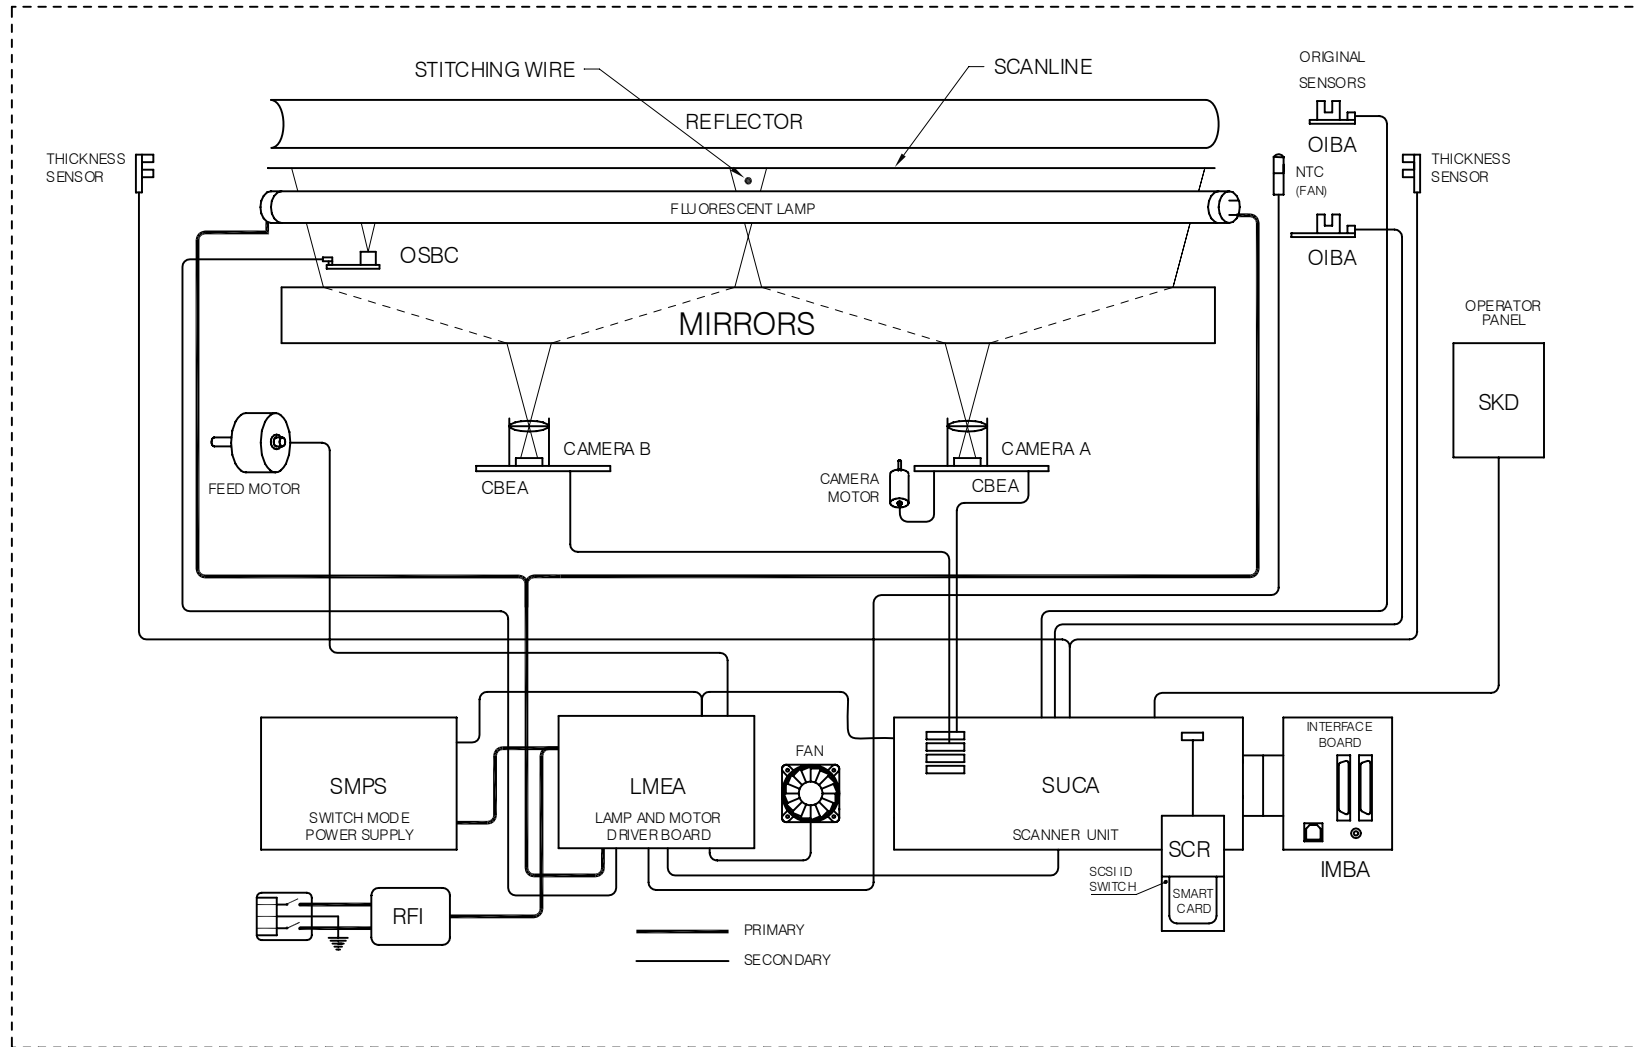 STITCHING WIRE
SCANLINE
ORIGINAL
SENSORS
REFLECTOR
OIBA
THICKNESS
SENSOR
NTC
(FAN)
THICKNESS
SENSOR
FLUORESCENT LAMP
OSBC
OIBA
MIRRORS
OPERATOR
PANEL
SKD
CAMERA B
CAMERA A
FEED MOTOR
CBEA
CAMERA
MOTOR
CBEA
INTERFACE
BOARD
FAN
SMPS
SWITCH MODE
POWER SUPPLY
LMEA
LAMP AND MOTOR
DRIVER BOARD
SUCA
SCANNER UNIT
SCR
IMBA
SCSI ID
SWITCH
SMART
CARD
RFI
PRIMARY
SECONDARY